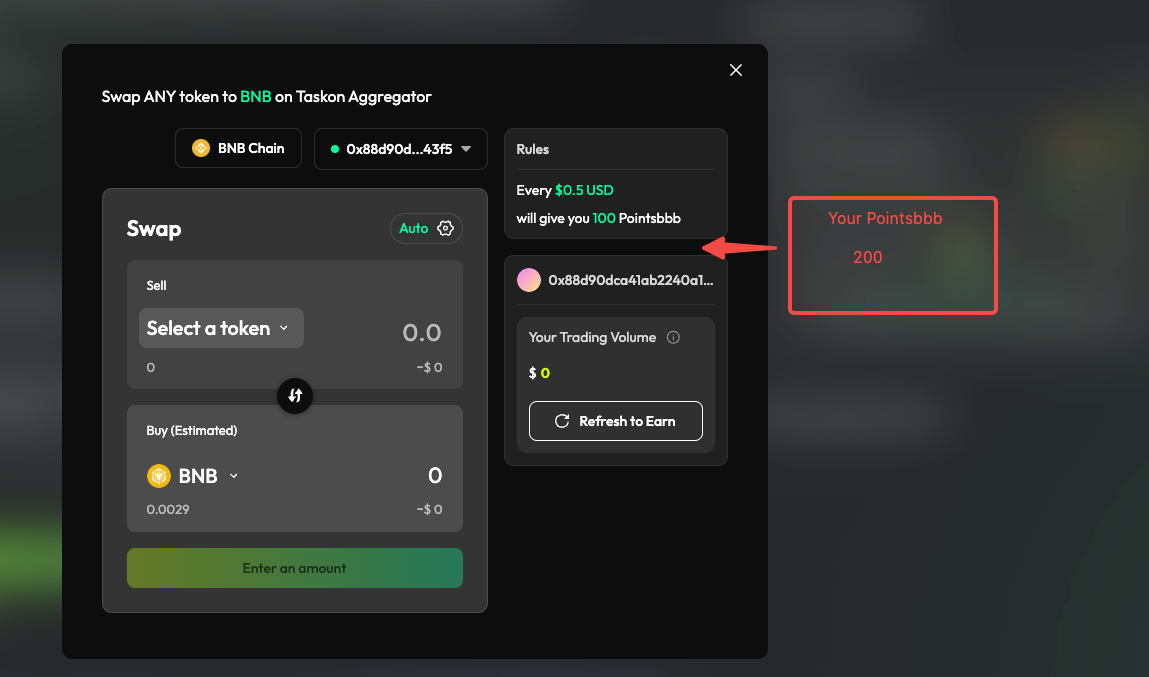 Swap ANY token to BNB on Taskon Aggregator
BNB Chain
0x88d90d...43f5
Swap
Auto
Sell
Select a token
0.0
0
~$ 0
Buy (Estimated)
BNB
0
0.0029
~$ 0
Enter an amount
Rules
Every $0.5 USD
will give you 100 Pointsbbb
0x88d90dca41ab2240a1...
Your Trading Volume
$ 0
Refresh to Earn
Your Pointsbbb
200